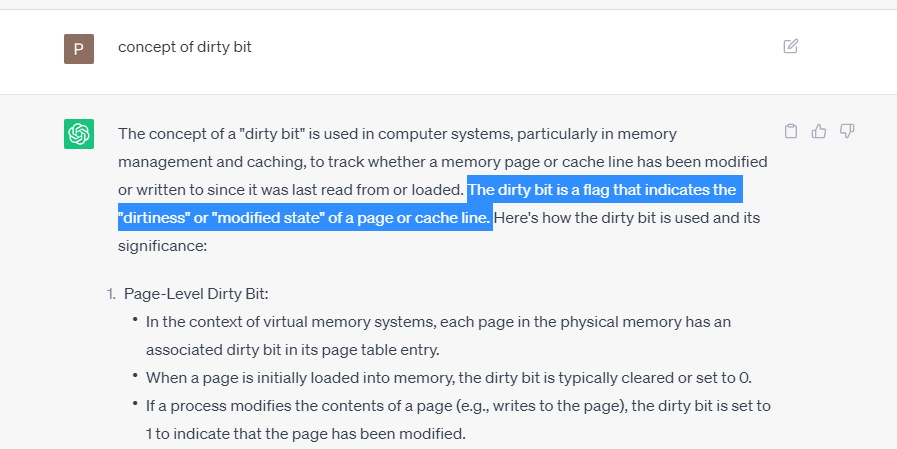 P
concept of dirty bit
The concept of a "dirty bit" is used in computer systems, particularly in memory
management and caching, to track whether a memory page or cache line has been modified
or written to since it was last read from or loaded. The dirty bit is a flag that indicates the
"dirtiness" or "modified state" of a page or cache line. Here's how the dirty bit is used and its
significance:
1. Page-Level Dirty Bit:
• In the context of virtual memory systems, each page in the physical memory has an
associated dirty bit in its page table entry.
• When a page is initially loaded into memory, the dirty bit is typically cleared or set to 0.
• If a process modifies the contents of a page (e.g., writes to the page), the dirty bit is set to
1 to indicate that the page has been modified.